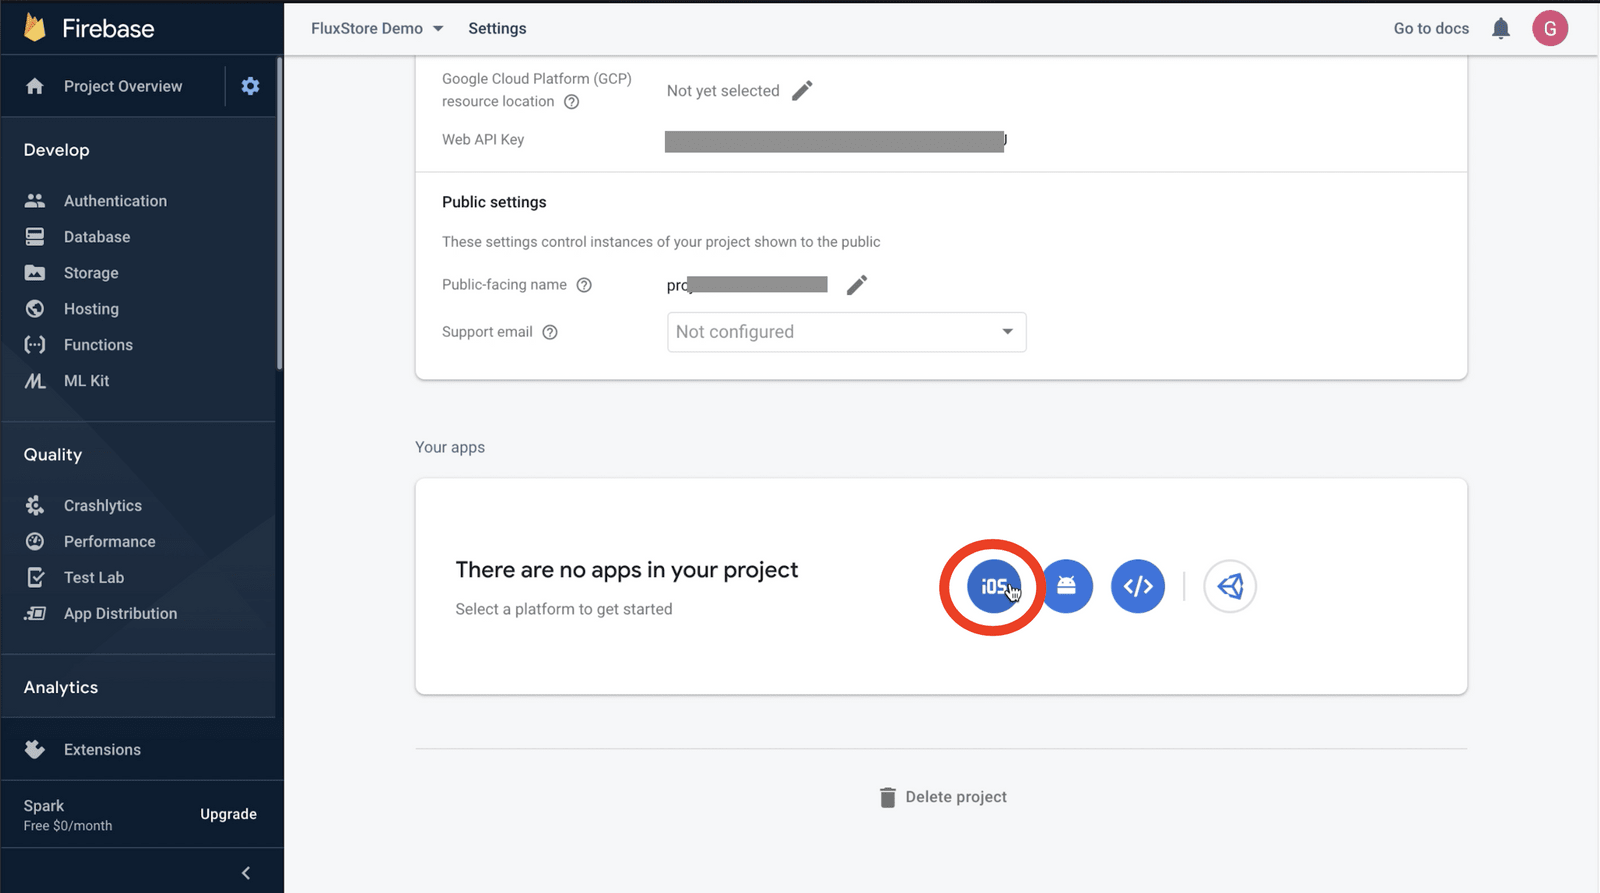 Firebase
FluxStore Demo
Settings
Go to docs
G
Project Overview
Develop
Authentication
Database
Storage
Hosting
Functions
ML Kit
Quality
Crashlytics
Performance
Test Lab
App Distribution
Analytics
Extensions
Spark
Free $0/month
Upgrade
Google Cloud Platform (GCP)
resource location
Not yet selected
Web API Key
Public settings
These settings control instances of your project shown to the public
Public-facing name
Support email
Not configured
Your apps
There are no apps in your project
Select a platform to get started
iOS
Delete project